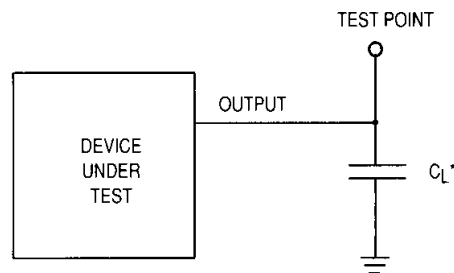 TEST POINT
OUTPUT
DEVICE
UNDER
TEST
CL*